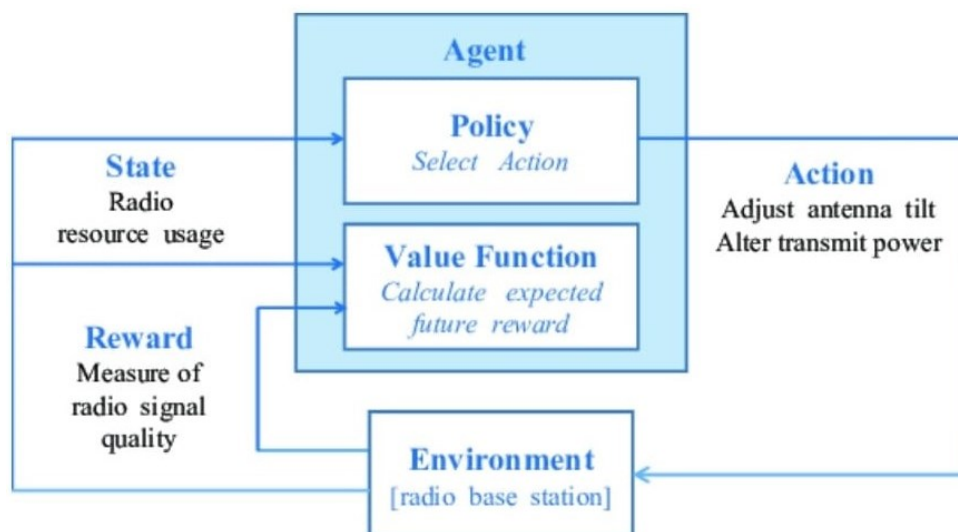 Agent
Policy
Select Action
State
Radio
resource usage
Action
Adjust antenna tilt
Alter transmit power
Value Function
Calculate expected
future reward
Reward
Measure of
radio signal
quality
Environment
[radio base station]